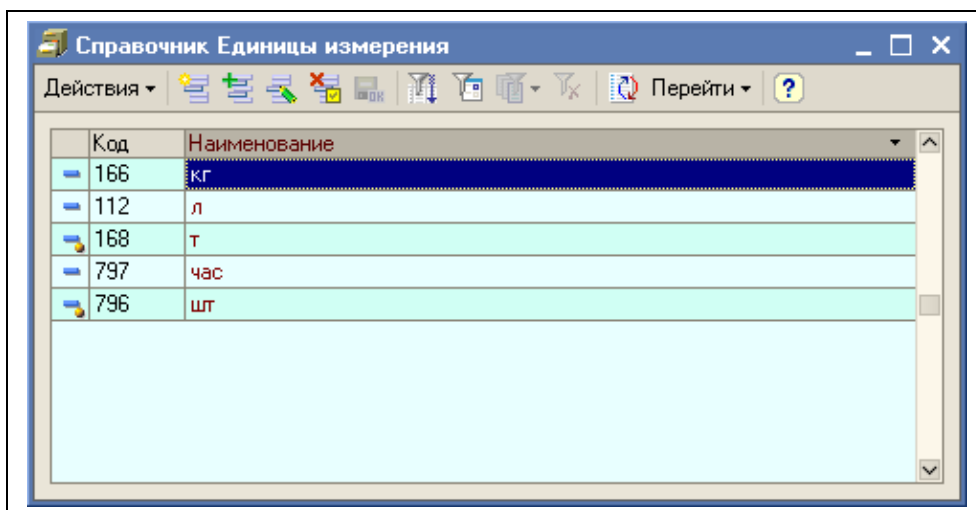 Справочник Единицы измерения
Действия Перейти ?
Код Наименование
166 кг
112 л
168 т
797 час
796 шт